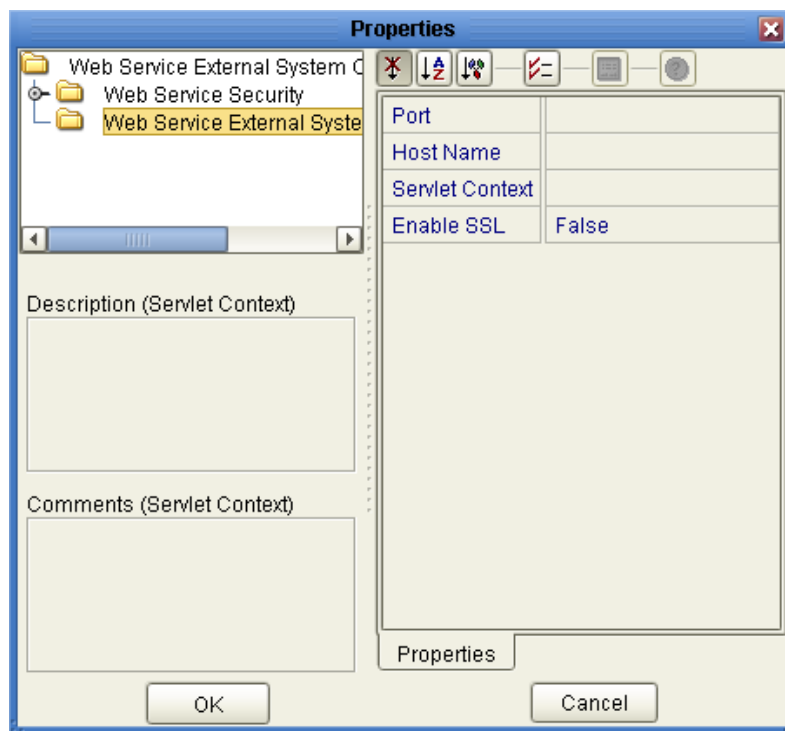 Properties
Web Service External System C
Web Service Security
Web Service External Syste
Port
Host Name
Servlet Context
Enable SSL False
Description (Servlet Context)
Comments (Servlet Context)
Properties
OK
Cancel